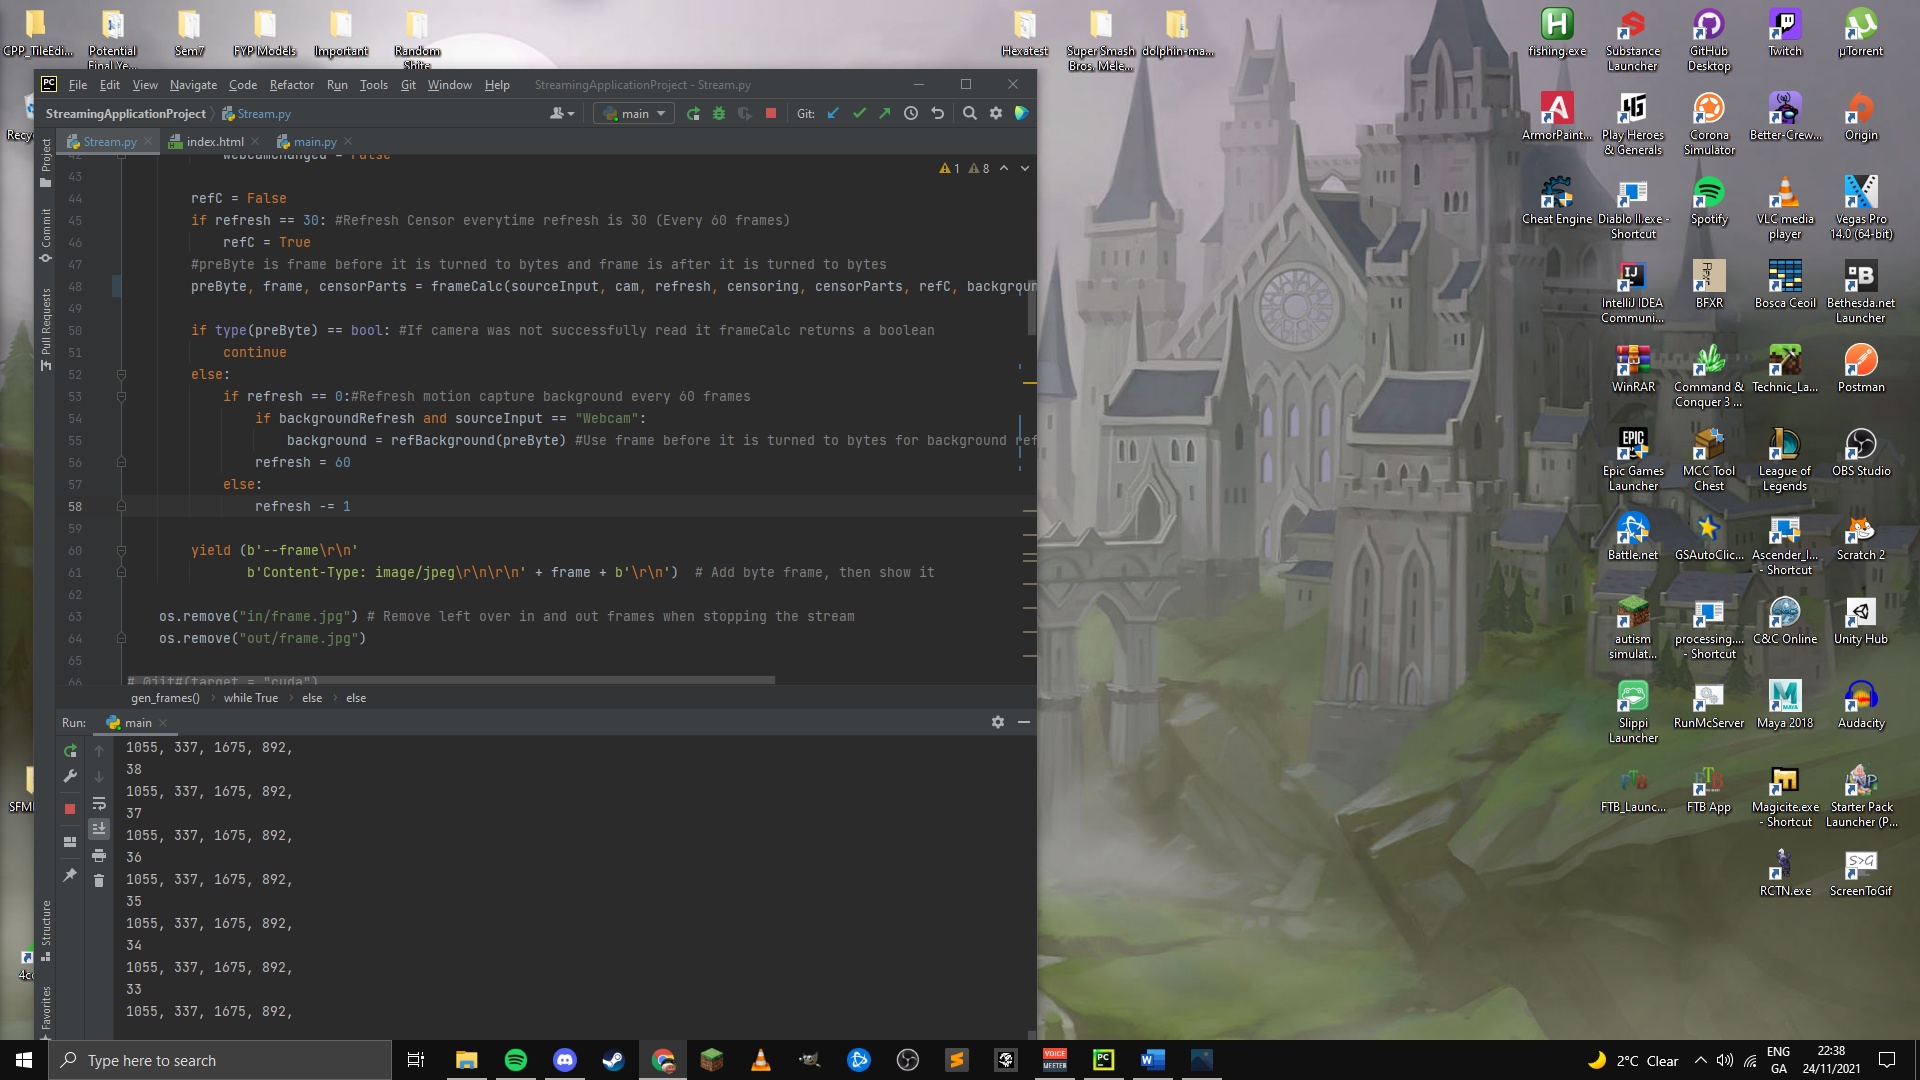 CPP_TileEdi...
Potential
Final Ye...
Sem7
FYP Models
Important
Random
Shite
Hexatest
Super Smash
Bros. Mele...
dolphin-ma...
fishing.exe
Substance
Launcher
GitHub
Desktop
Twitch
µTorrent
PC
File Edit View Navigate Code Refactor Run Tools Git Window Help StreamingApplicationProject - Stream.py
StreamingApplicationProject Stream.py main Git:
Stream.py index.html main.py
Project
Commit
Pull Requests
Structure
Favorites
1 8
42 webcamChanged = False
43
44 refC = False
45 if refresh == 30: #Refresh Censor everytime refresh is 30 (Every 60 frames)
46 refC = True
47 #preByte is frame before it is turned to bytes and frame is after it is turned to bytes
48 preByte, frame, censorParts = frameCalc(sourceInput, cam, refresh, censoring, censorParts, refC, backgroun
49
50 if type(preByte) == bool: #If camera was not successfully read it frameCalc returns a boolean
51 continue
52 else:
53 if refresh == 0:#Refresh motion capture background every 60 frames
54 if backgroundRefresh and sourceInput == "Webcam":
55 background = refBackground(preByte) #Use frame before it is turned to bytes for background ref
56 refresh = 60
57 else:
58 refresh -= 1
59
60 yield (b'--frame\r\n'
61 b'Content-Type: image/jpeg\r\n\r\n' + frame + b'\r\n') # Add byte frame, then show it
62
63 os.remove("in/frame.jpg") # Remove left over in and out frames when stopping the stream
64 os.remove("out/frame.jpg")
65
66 # @jit#(target = "cuda")
gen_frames() while True else else
Run: main
1055, 337, 1675, 892,
38
1055, 337, 1675, 892,
37
1055, 337, 1675, 892,
36
1055, 337, 1675, 892,
35
1055, 337, 1675, 892,
34
1055, 337, 1675, 892,
33
1055, 337, 1675, 892,
Recyc
SFMl
4cc
ArmorPaint...
Play Heroes
& Generals
Corona
Simulator
Better-Crew...
Origin
Cheat Engine
Diablo II.exe -
Shortcut
Spotify
VLC media
player
Vegas Pro
14.0 (64-bit)
IntelliJ IDEA
Communi...
BFXR
Bosca Ceoil
Bethesda.net
Launcher
WinRAR
Command &
Conquer 3 ...
Technic_La...
Postman
Epic Games
Launcher
MCC Tool
Chest
League of
Legends
OBS Studio
Battle.net
GSAutoClic...
Ascender_I...
- Shortcut
Scratch 2
autism
simulat...
processing....
- Shortcut
C&C Online
Unity Hub
Slippi
Launcher
RunMcServer
Maya 2018
Audacity
FTB_Launc...
FTB App
Magicite.exe
- Shortcut
Starter Pack
Launcher (P...
RCTN.exe
S>G
ScreenToGif
Type here to search
VOICE
MEETER
PC
2°C Clear
ENG
GA
22:38
24/11/2021